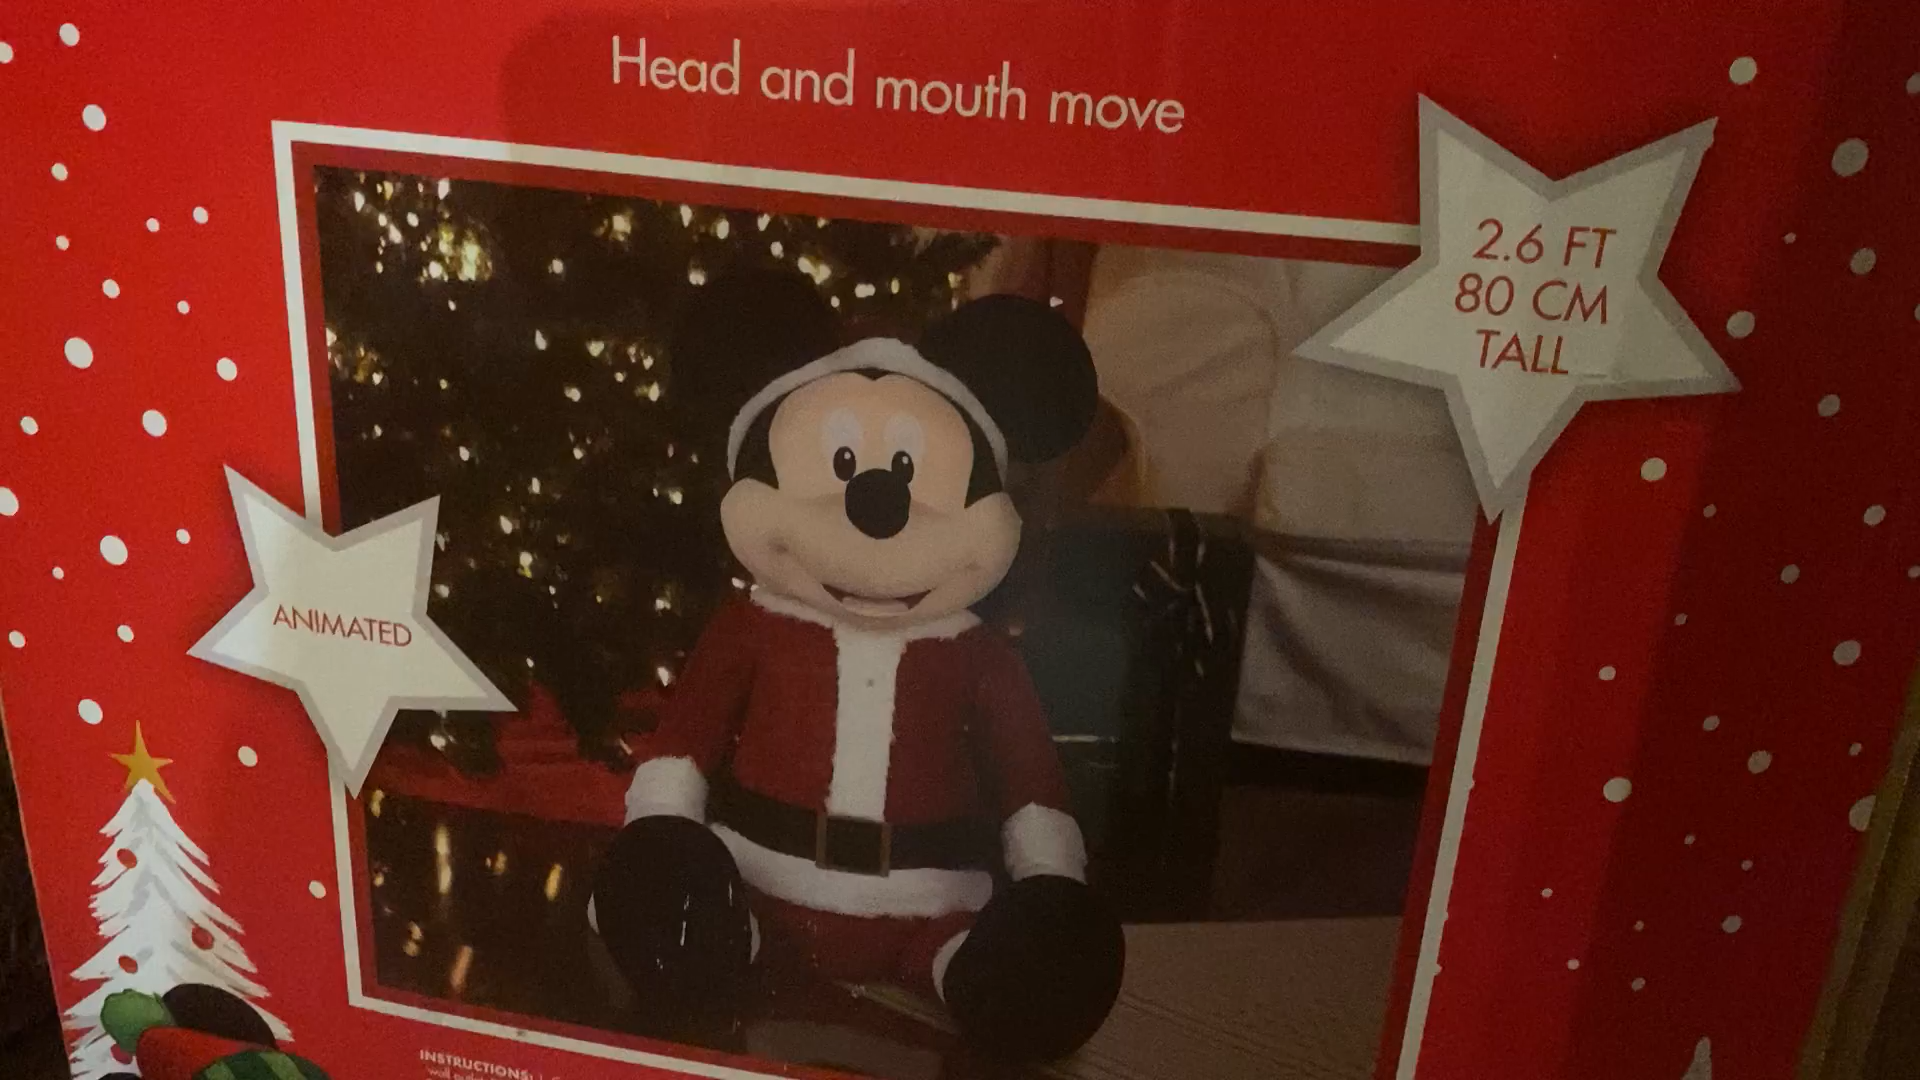 Head and mouth move
2.6 FT
80 CM
TALL
ANIMATED
INSTRUCTIONS: